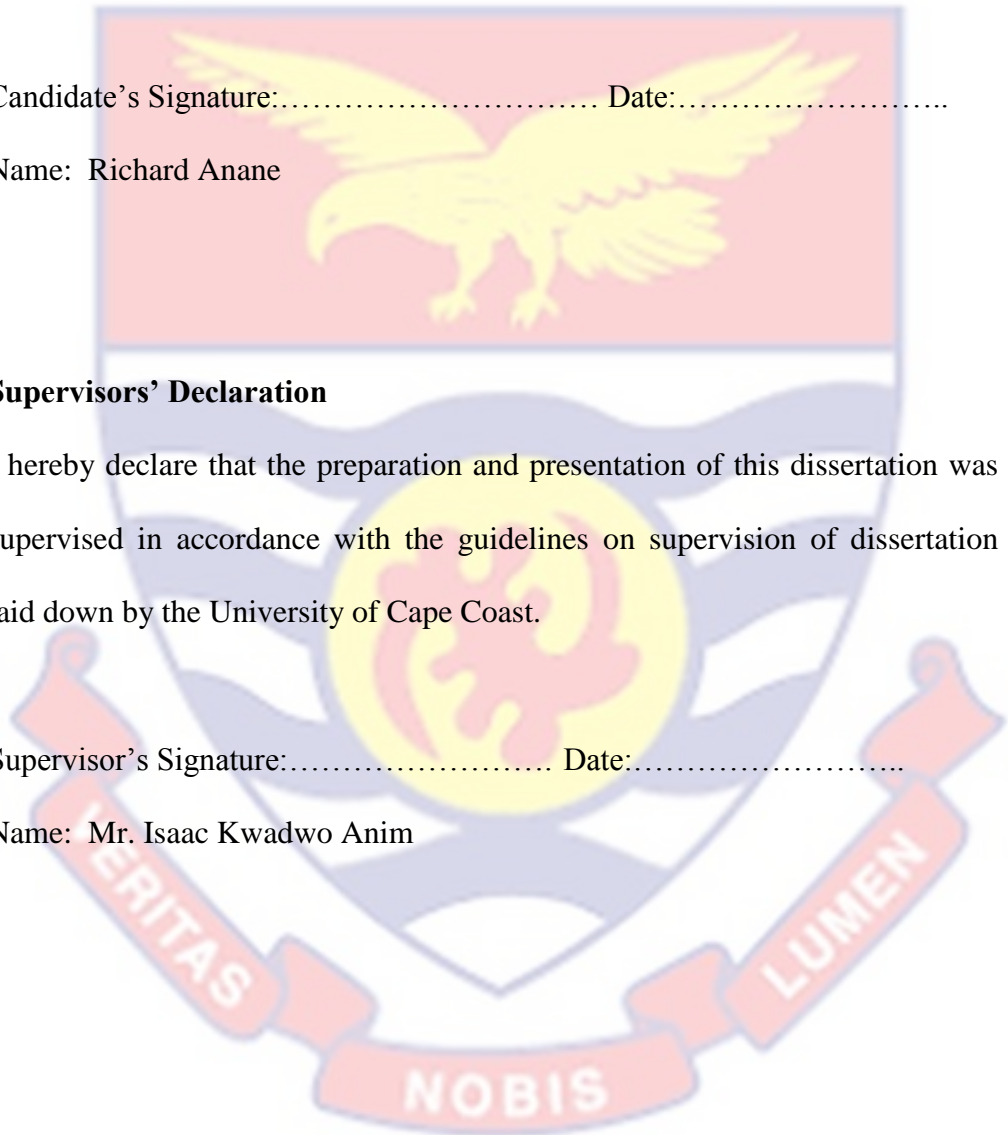 Candidate’s Signature:………………………… Date:……………………..
Name: Richard Anane
Supervisors’ Declaration
hereby declare that the preparation and presentation of this dissertation was
supervised in accordance with the guidelines on supervision of dissertation
laid down by the University of Cape Coast.
Supervisor’s Signature:……………………. Date:……………………..
Name: Mr. Isaac Kwadwo Anim
VERITAS
NOBIS
LUMEN